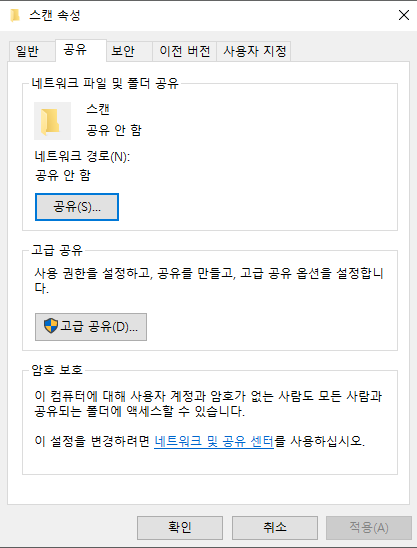 스캔 속성
일반
공유
보안
이전 버전
사용자 지정
네트워크 파일 및 폴더 공유
스캔
공유 안 함
네트워크 경로(N):
공유 안 함
공유(S)...
고급 공유
사용 권한을 설정하고, 공유를 만들고, 고급 공유 옵션을 설정합니
다.
고급 공유(D)...
암호 보호
이 컴퓨터에 대해 사용자 계정과 암호가 없는 사람도 모든 사람과
공유되는 폴더에 액세스할 수 있습니다.
이 설정을 변경하려면 네트워크 및 공유 센터를 사용하십시오.
확인
취소
적용(A)